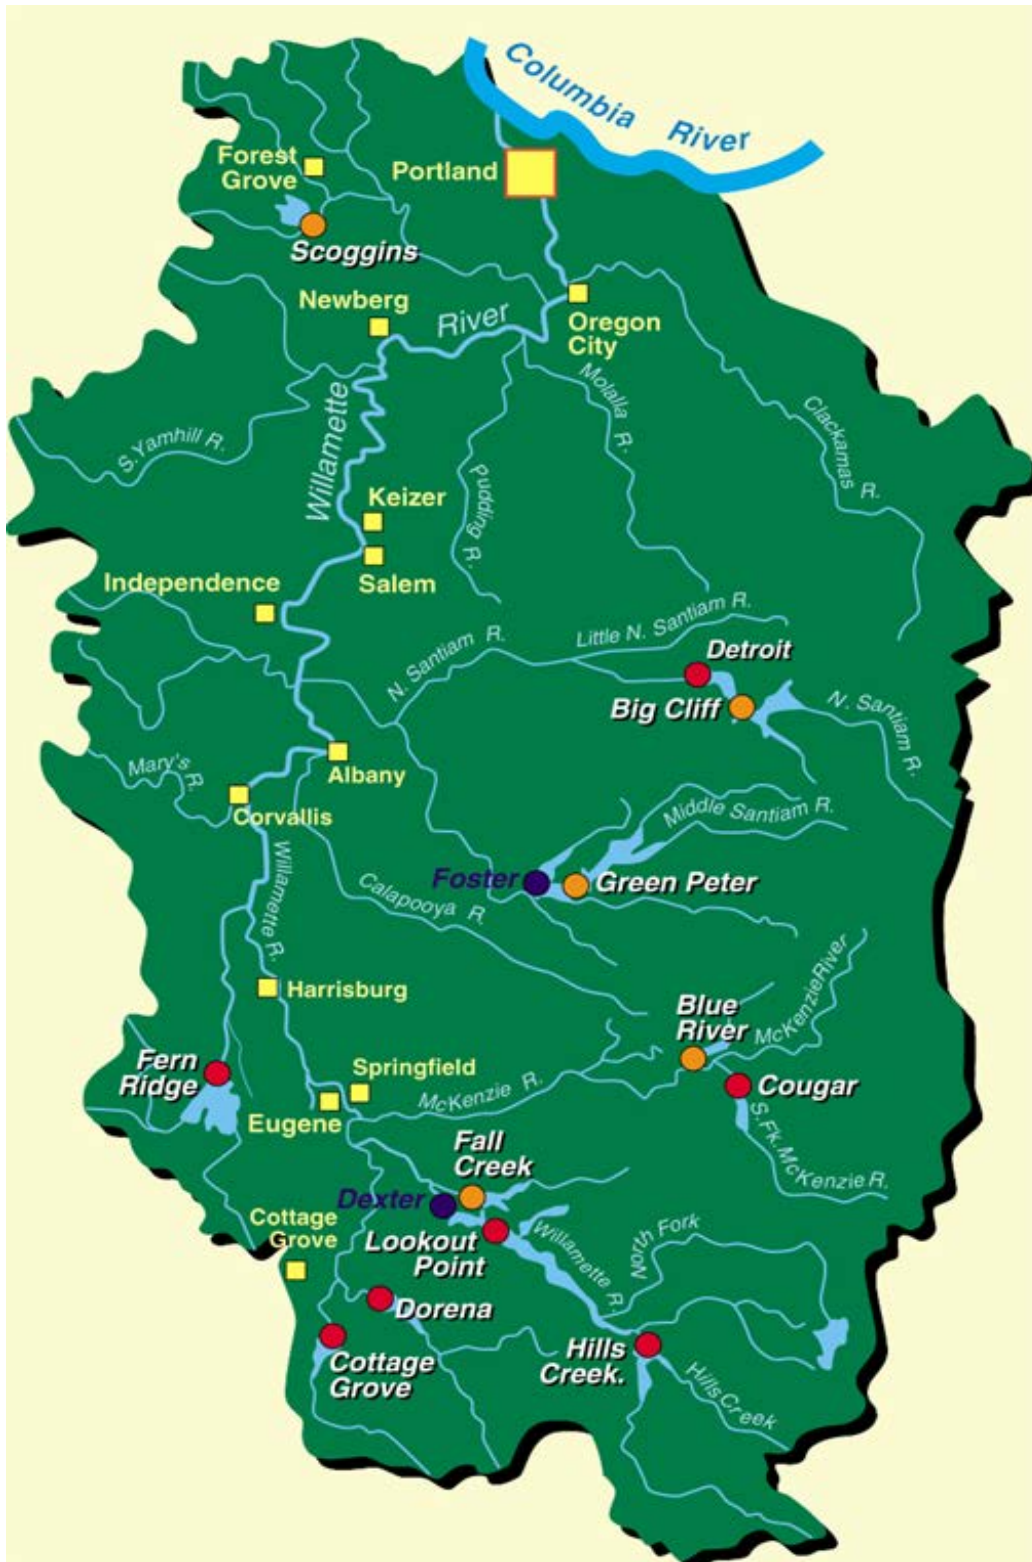 Columbia River
Forest
Grove
Portland
Scoggins
Newberg
River
Oregon
City
Willamette
Molalla R.
Clackamas R.
S.Yamhill R.
Pudding R.
Keizer
Salem
Independence
Little N. Santiam R.
N. Santiam R.
Detroit
Big Cliff
N. Santiam R.
Mary's R.
Albany
Corvallis
Middle Santiam R.
Willamette R.
Foster
Green Peter
Calapooya R.
Harrisburg
Blue
River
McKenzie River
Fern
Ridge
Springfield
McKenzie R.
Cougar
Eugene
S.Fk.McKenzie R.
Fall
Creek
Dexter
Cottage
Grove
Lookout
Point
Willamette R.
North Fork
Dorena
Hills
Creek.
Cottage
Grove
Hills Creek